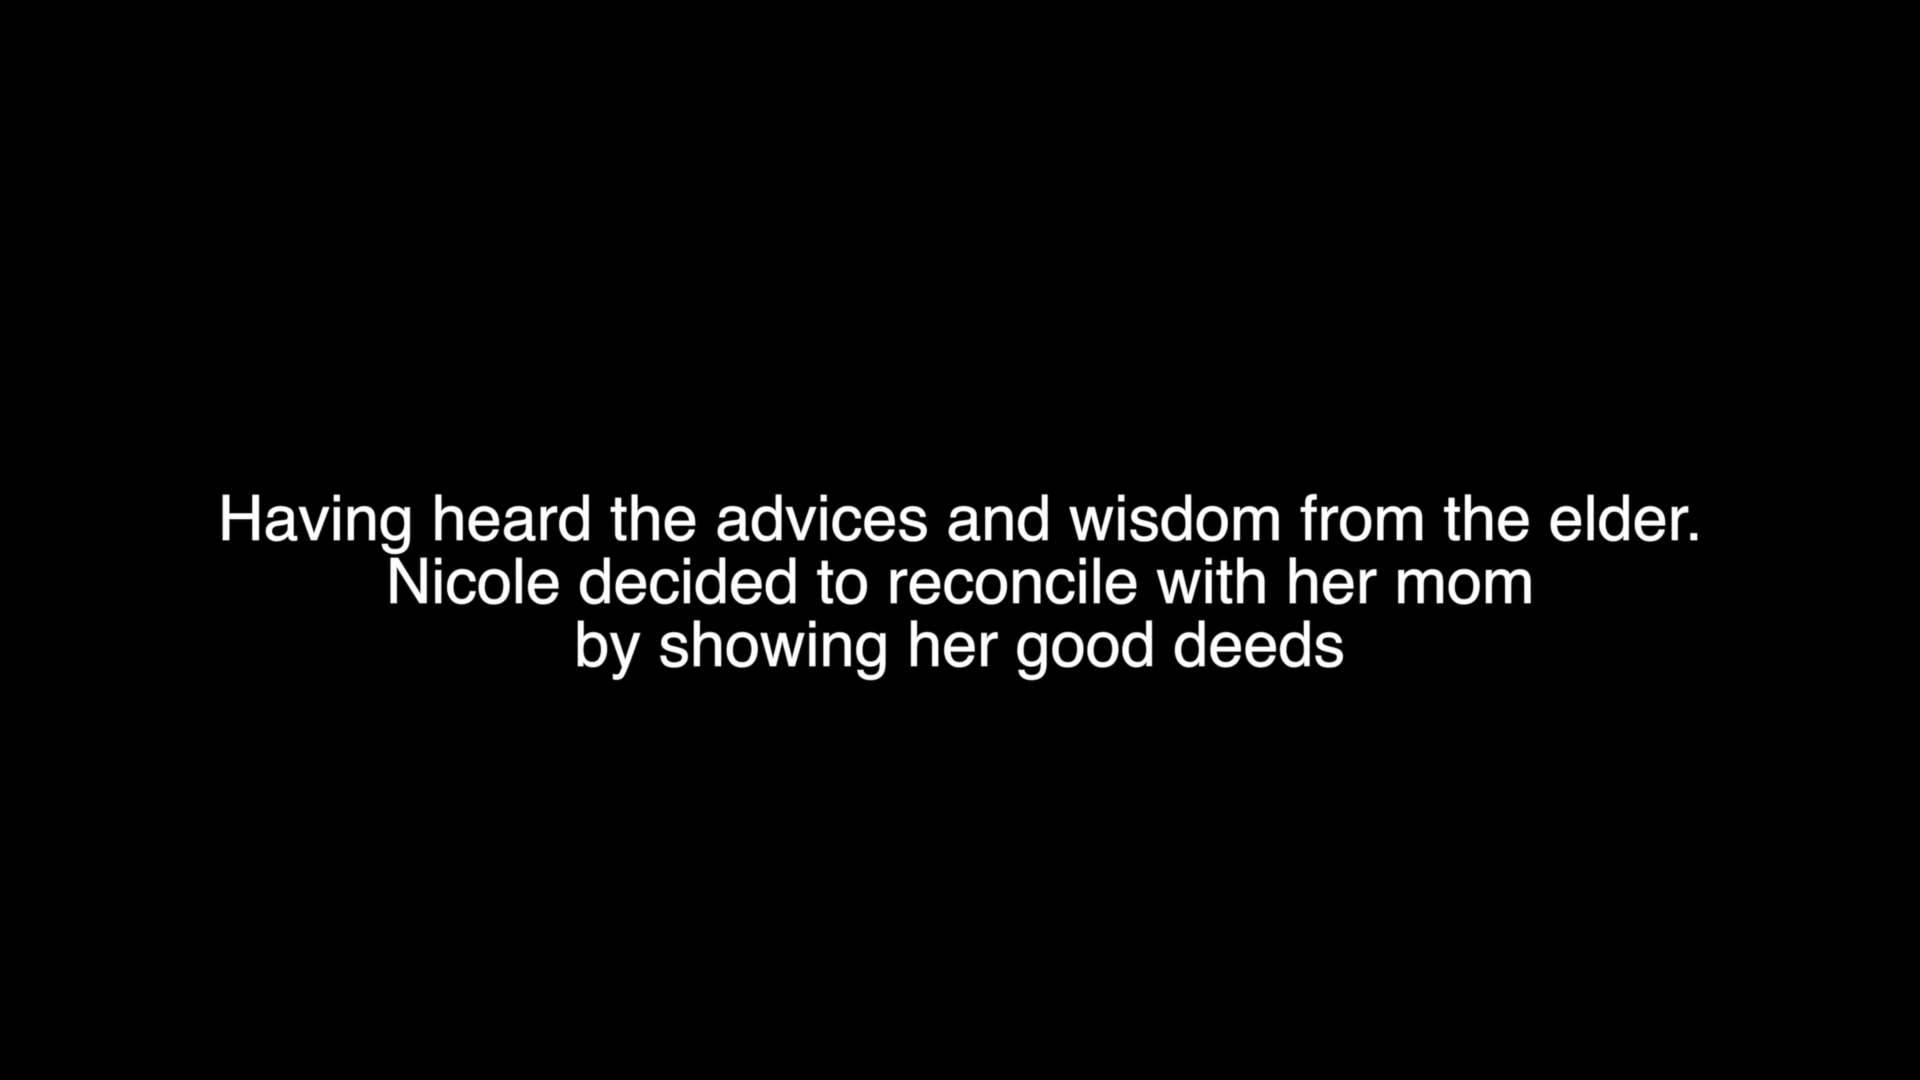 Having heard the advices and wisdom from the elder.
Nicole decided to reconcile with her mom
by showing her good deeds